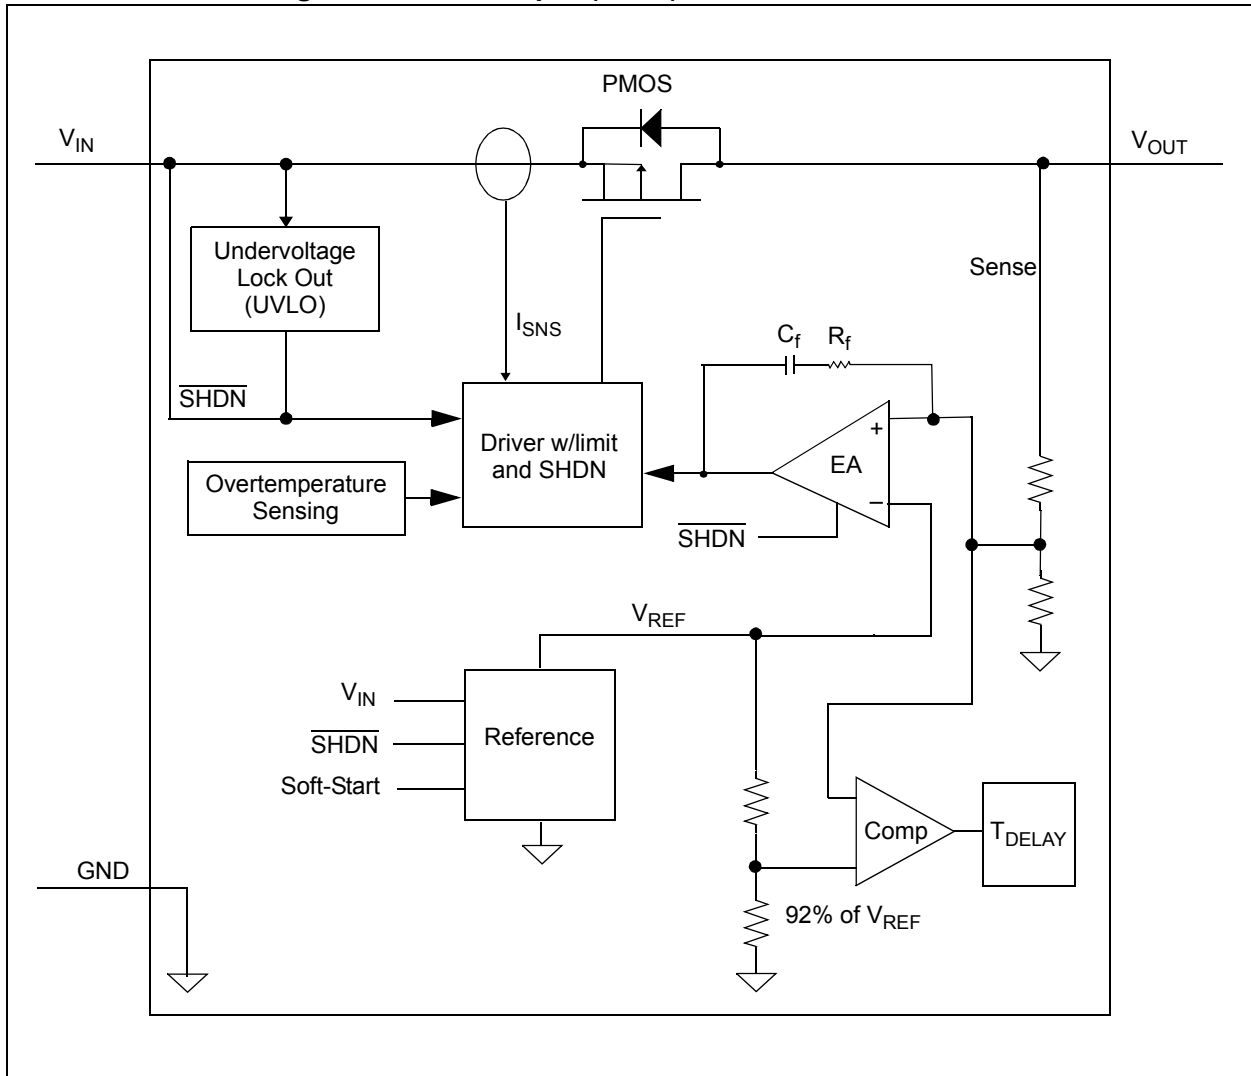 PMOS
V_IN
V_OUT
Undervoltage
Lock Out
(UVLO)
Sense
I_SNS
C_f
R_f
SHDN
Driver w/limit
and SHDN
+
EA
−
Overtemperature
Sensing
SHDN
V_REF
V_IN
SHDN
Soft-Start
Reference
Comp
T_DELAY
GND
92% of V_REF